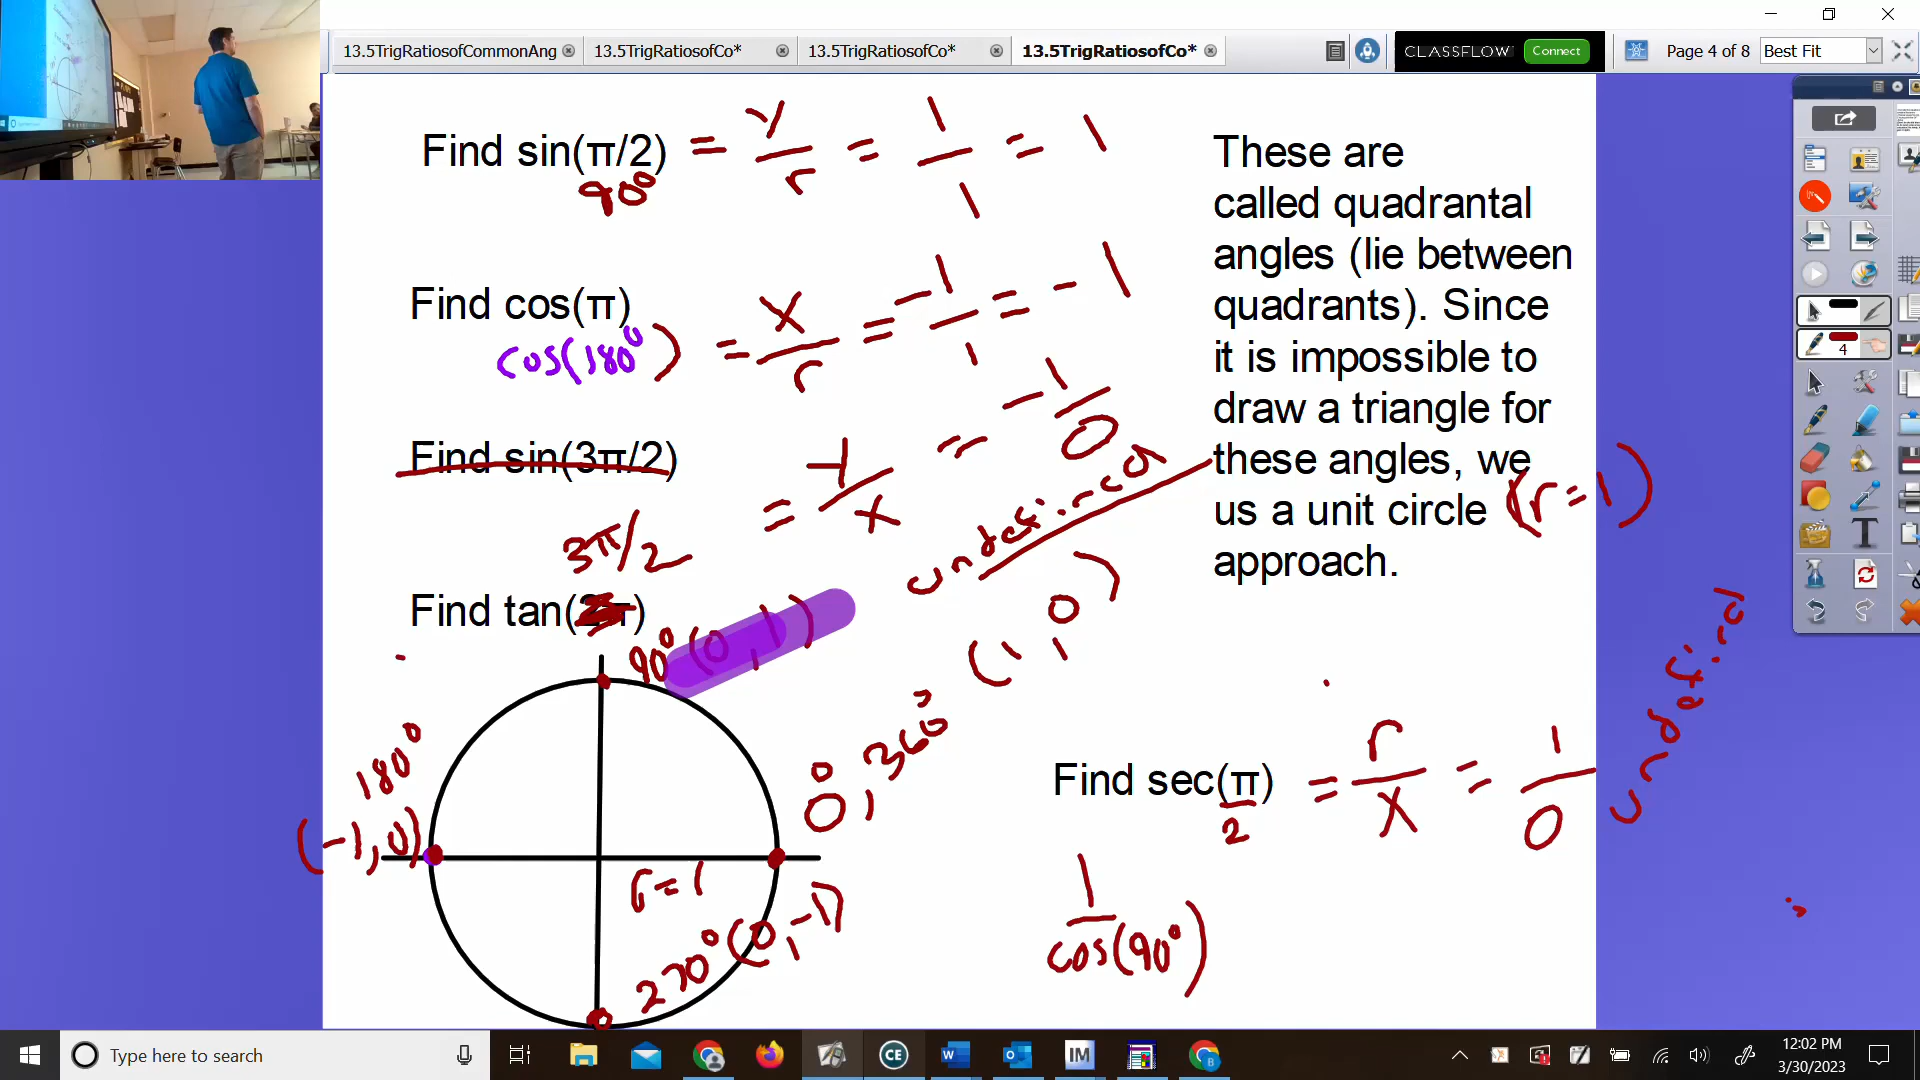 13.5TrigRatiosofCommonAng
13.5TrigRatiosofCo*
13.5TrigRatiosofCo*
13.5TrigRatiosofCo*
CLASSFLOW
Connect
Page 4 of 8
Best Fit
Find sin(π/2) = y/r = 1/1 = 1
90°
Find cos(π)
cos(180°) = x/r = -1/1 = -1
Find sin(3π/2)
= y/x = -1/0
undefined
3π/2
Find tan(2π)
These are
called quadrantal
angles (lie between
quadrants). Since
it is impossible to
draw a triangle for
these angles, we
us a unit circle (r=1)
approach.
4
T
90° (0, 1)
(1, 0)
180°
(-1, 0)
0°, 360°
r=1
270° (0, -1)
Find sec(π/2) = r/x = 1/0
undefined
1/cos(90°)
Type here to search
CE
W
IM
B
12:02 PM
3/30/2023